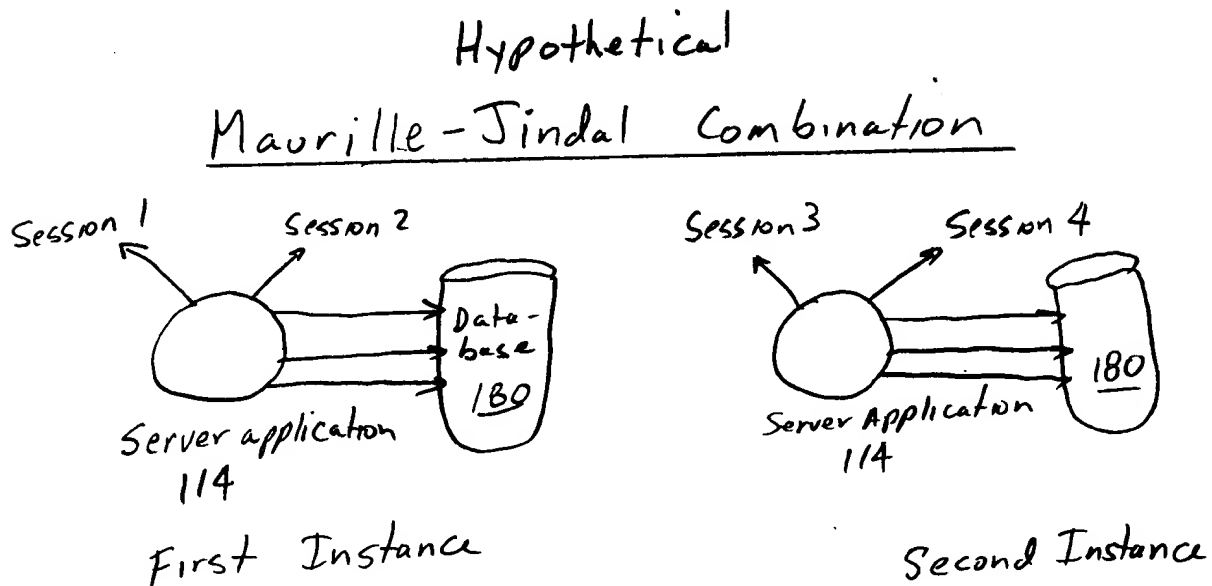 Hypothetical
Maurille-Jindal Combination
Session 1
Session 2
Data-
base
180
Server application
114
First Instance
Session 3
Session 4
180
Server Application
114
Second Instance